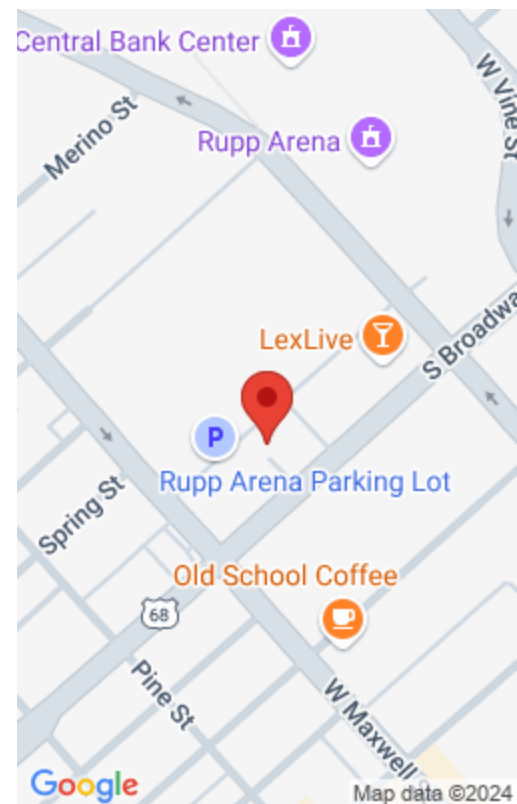 Central Bank Center
W Vine St
Merino St
Rupp Arena
LexLive
S Broadwa
P
Rupp Arena Parking Lot
Spring St
Old School Coffee
68
Pine St
W Maxwell
Google
Map data ©2024